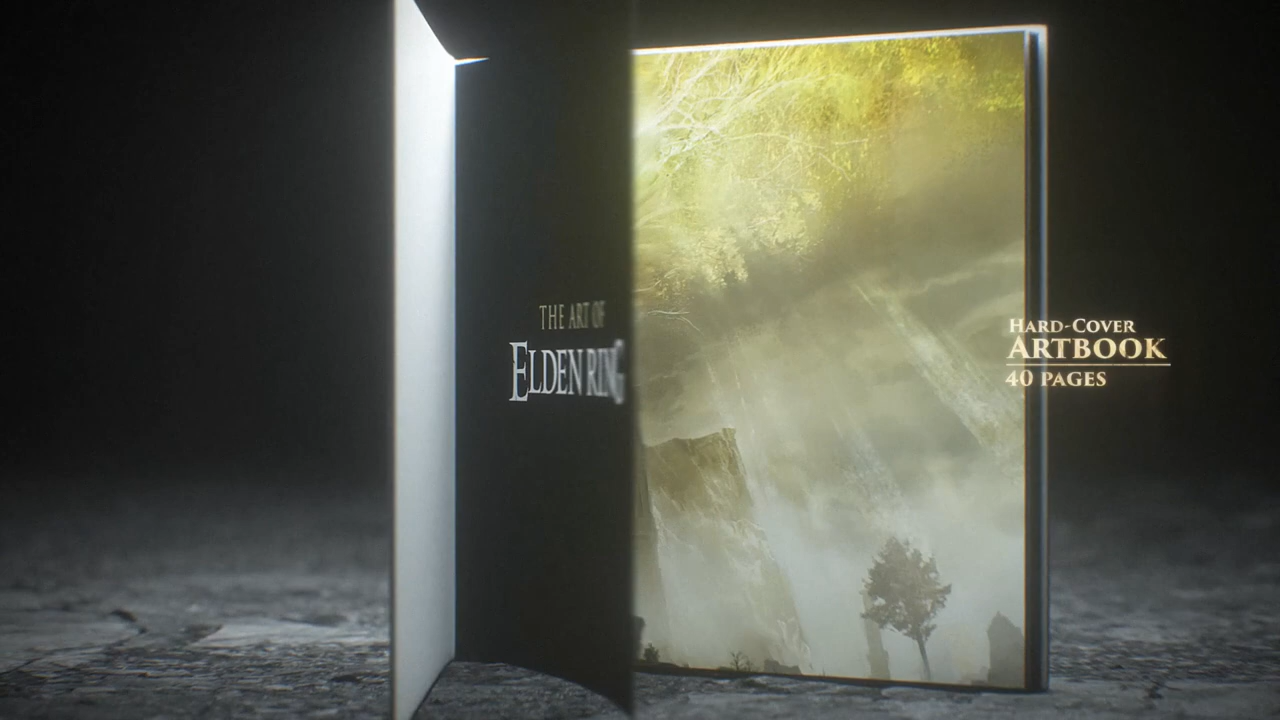 THE ART OF
ELDEN RING
HARD-COVER
ARTBOOK
40 PAGES